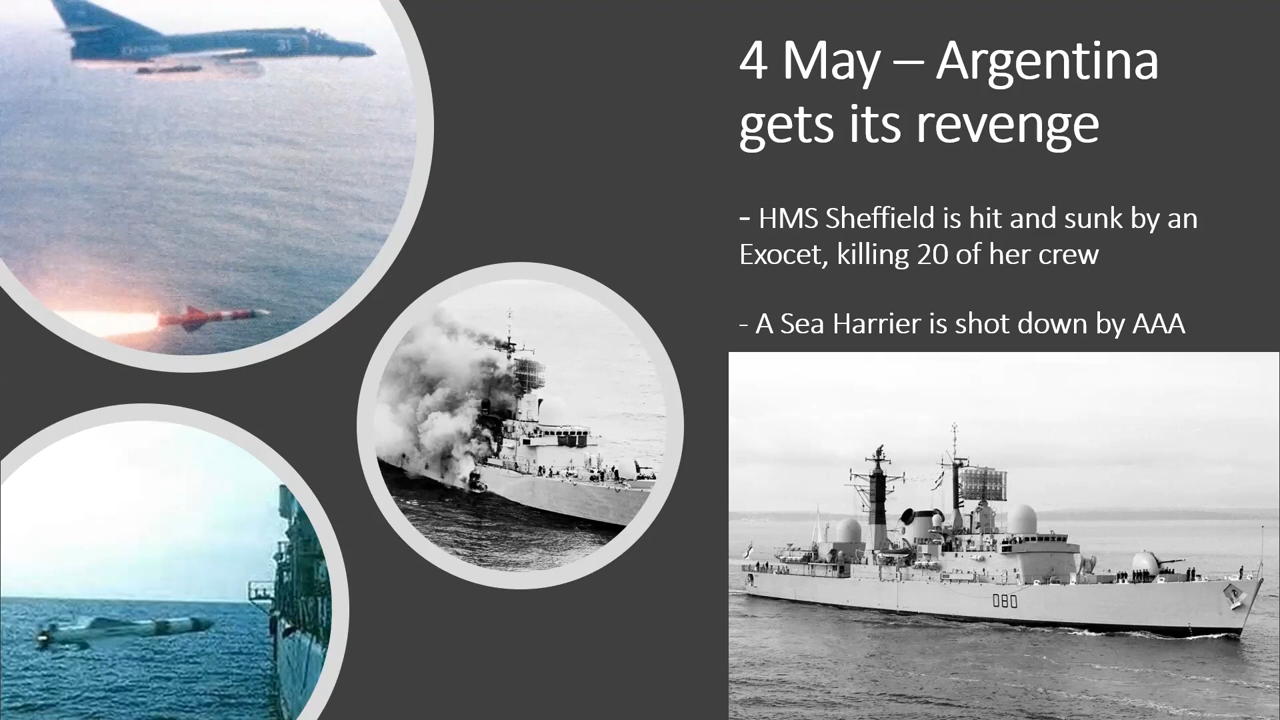 4 May – Argentina
gets its revenge
- HMS Sheffield is hit and sunk by an
Exocet, killing 20 of her crew
- A Sea Harrier is shot down by AAA
31
D80